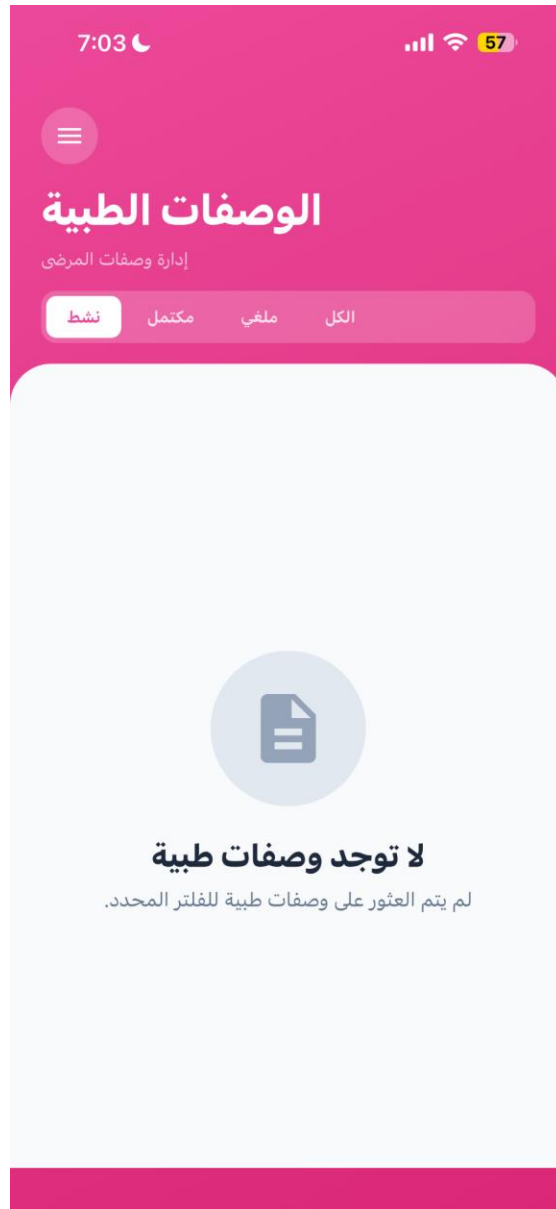 7:03
57
الوصفات الطبية
إدارة وصفات المرضى
نشط مكتمل ملغي الكل
لا توجد وصفات طبية
لم يتم العثور على وصفات طبية للفلتر المحدد.